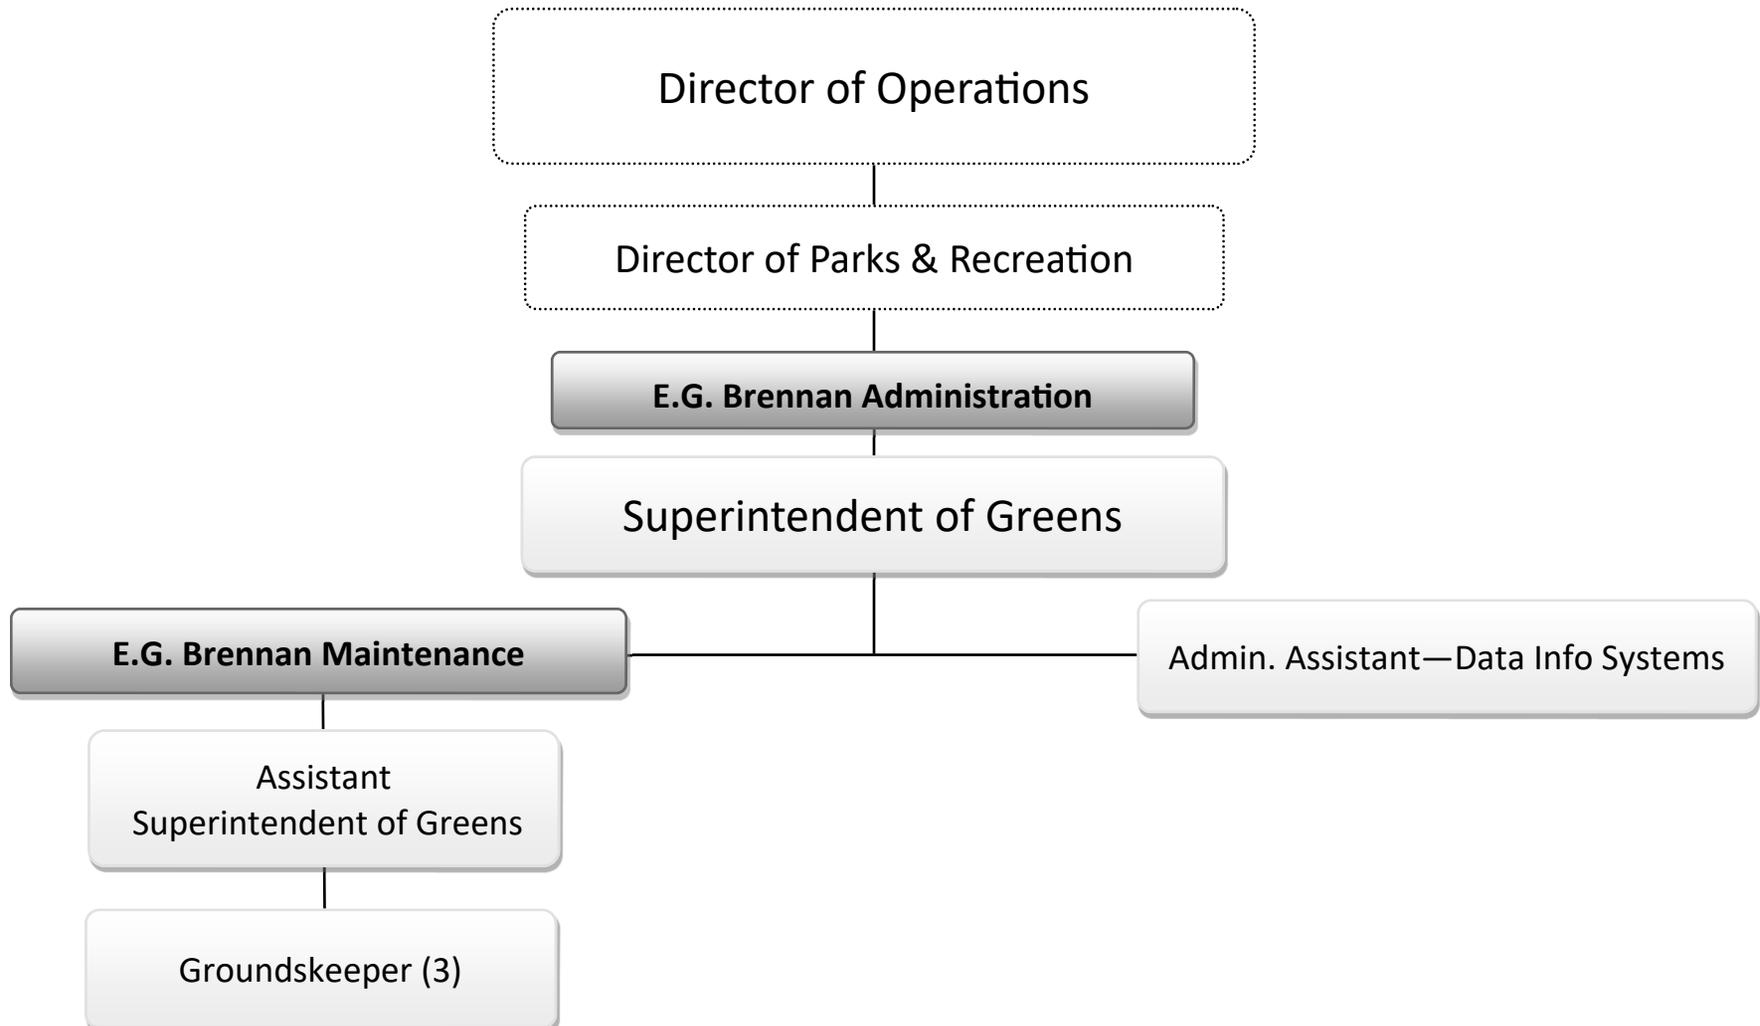 Director of Operations
Director of Parks & Recreation
E.G. Brennan Administration
Superintendent of Greens
E.G. Brennan Maintenance
Admin. Assistant—Data Info Systems
Assistant
Superintendent of Greens
Groundskeeper (3)